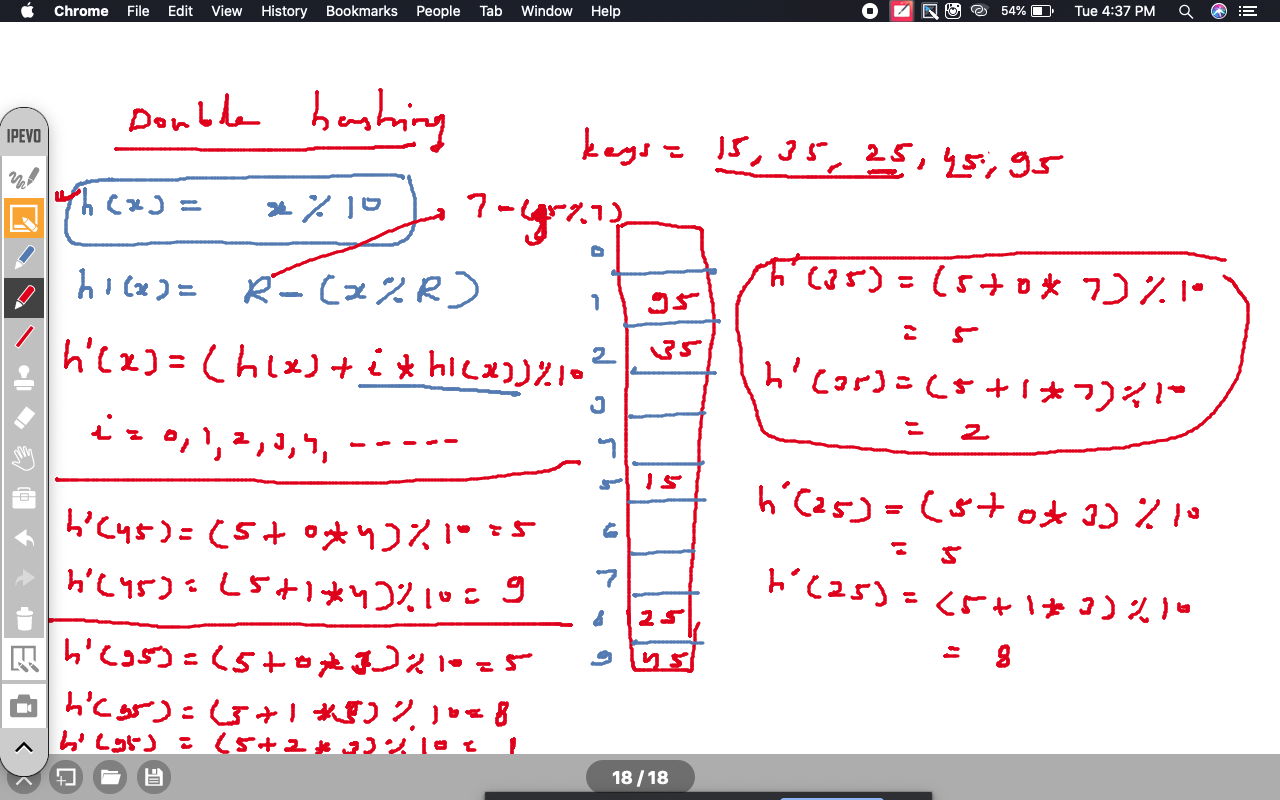 Chrome File Edit View History Bookmarks People Tab Window Help 54% Tue 4:37 PM
IPEVO
Double hashing
keys = 15, 35, 25, 45, 95
h(x) = x % 10
7-(95%7)
h1(x) = R-(x%R)
h'(x) = (h(x) + i * h1(x))%10
i = 0, 1, 2, 3, 4, -----
h'(45) = (5+0*4)%10 = 5
h'(45) = (5+1*4)%10 = 9
h'(95) = (5+0*3)%10 = 5
h'(95) = (5+1*3)%10 = 8
h'(95) = (5+2*3)%10 = 1
0
1 95
2 35
3
4
5 15
6
7
8 25
9 45
h'(35) = (5+0*7)%10
= 5
h'(35) = (5+1*7)%10
= 2
h'(25) = (5+0*3)%10
= 5
h'(25) = (5+1*3)%10
= 8
18/18